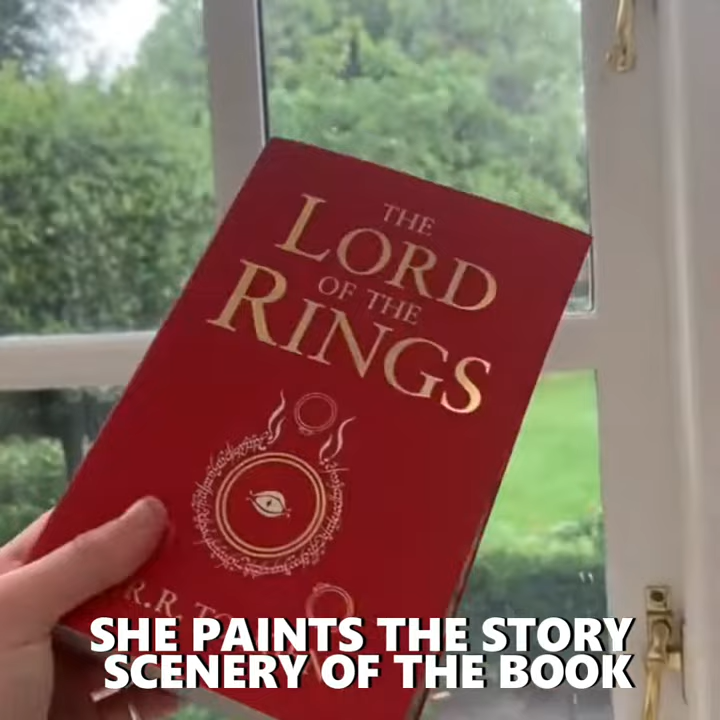 THE
LORD
OF THE
RINGS
SHE PAINTS THE STORY
SCENERY OF THE BOOK